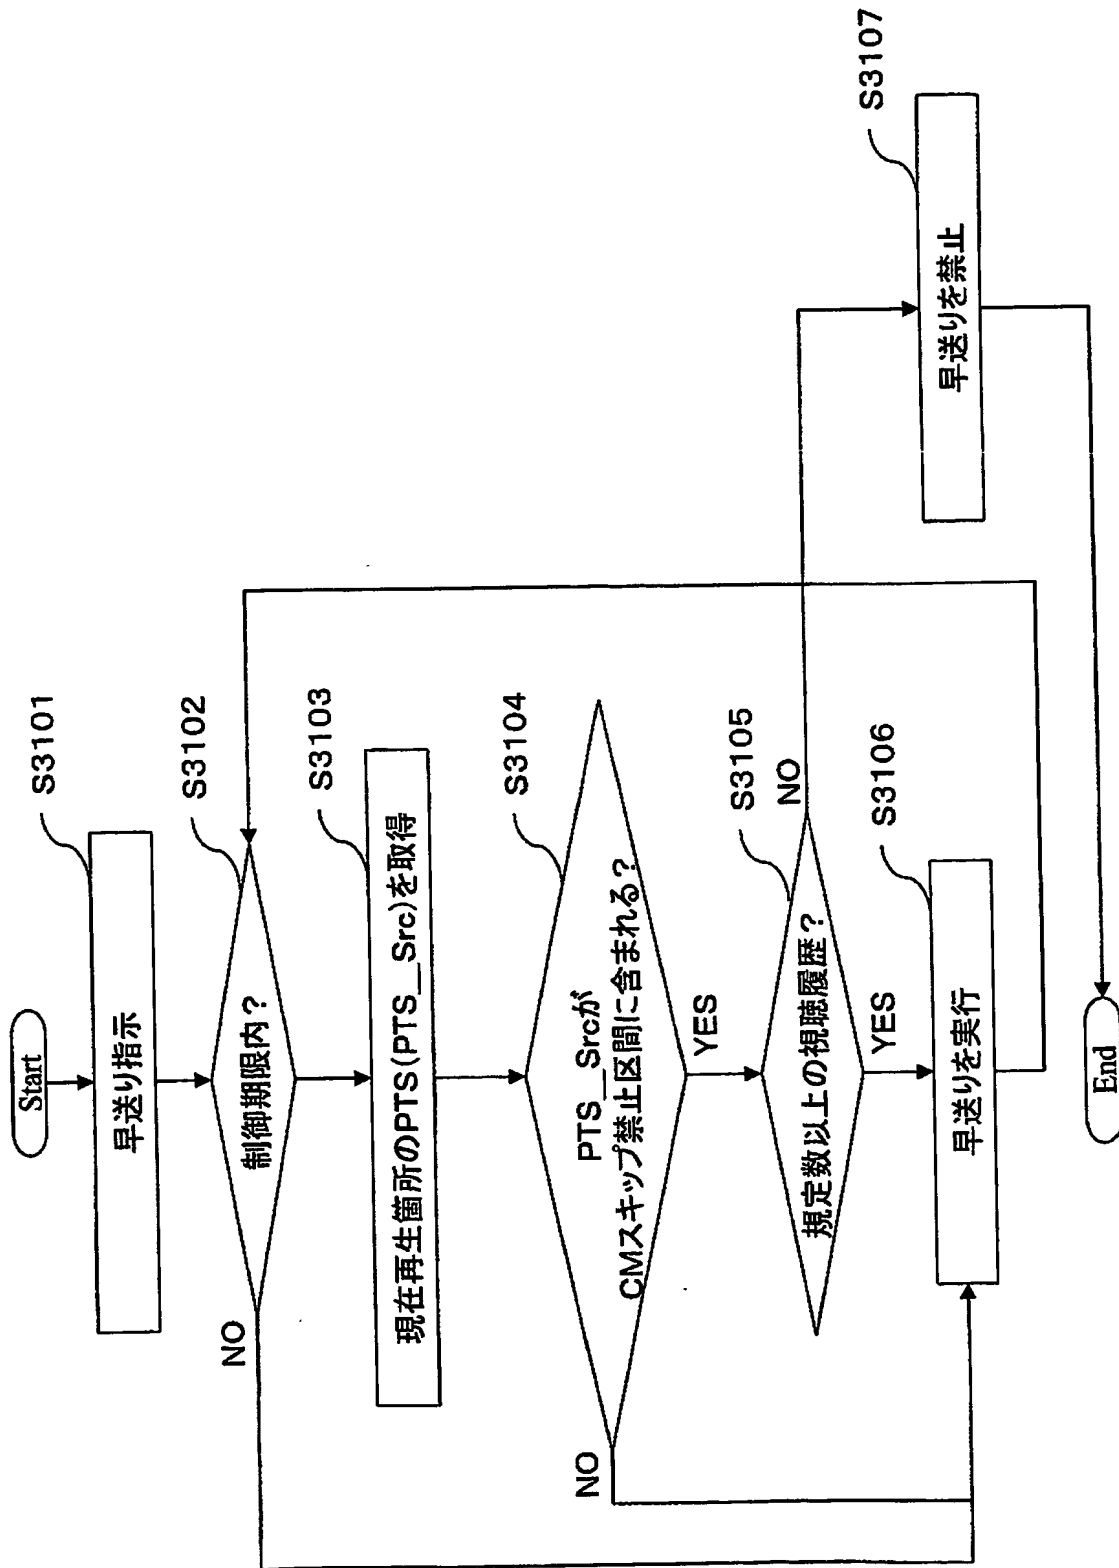 Start
早送り指示
S3101
制御期限内？
S3102
NO
現在再生箇所のPTS(PTS_Src)を取得
S3103
PTS_Srcが
CMスキップ禁止区間に含まれる？
S3104
NO
YES
規定数以上の視聴履歴？
S3105
NO
YES
早送りを実行
S3106
早送りを禁止
S3107
End